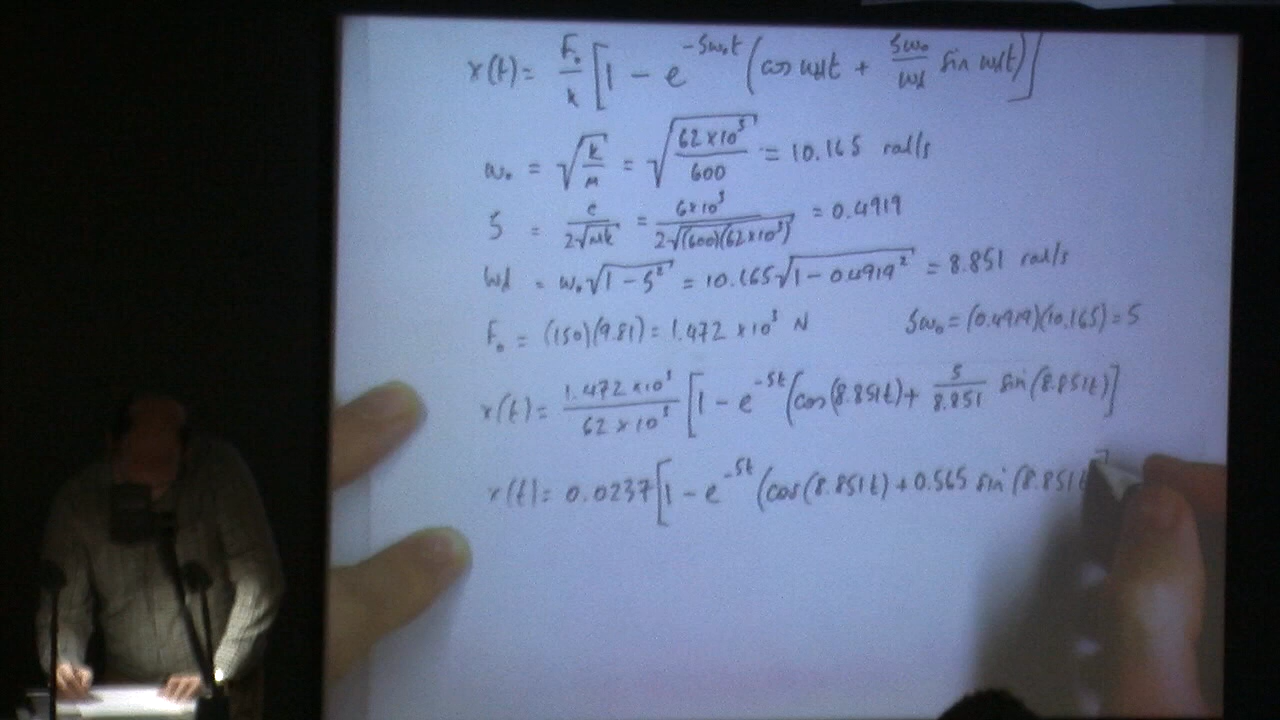 x(t) = F₀/k [1 − e^(−ζω₀t) (cos ωdt + ζω₀/ωd sin ωdt)]
ω₀ = √(k/m) = √(62×10³/600) = 10.165 rad/s
ζ = c/(2√(mk)) = 6×10³/(2√((600)(62×10³))) = 0.4919
ωd = ω₀√(1−ζ²) = 10.165√(1−0.4919²) = 8.851 rad/s
F₀ = (150)(9.81) = 1.472 ×10³ N ζω₀ = (0.4919)(10.165) = 5
x(t) = (1.472×10³)/(62×10³) [1 − e^(−5t) (cos(8.851t) + 5/8.851 sin(8.851t)]
x(t) = 0.0237 [1 − e^(−5t) (cos(8.851t) + 0.565 sin(8.851t]